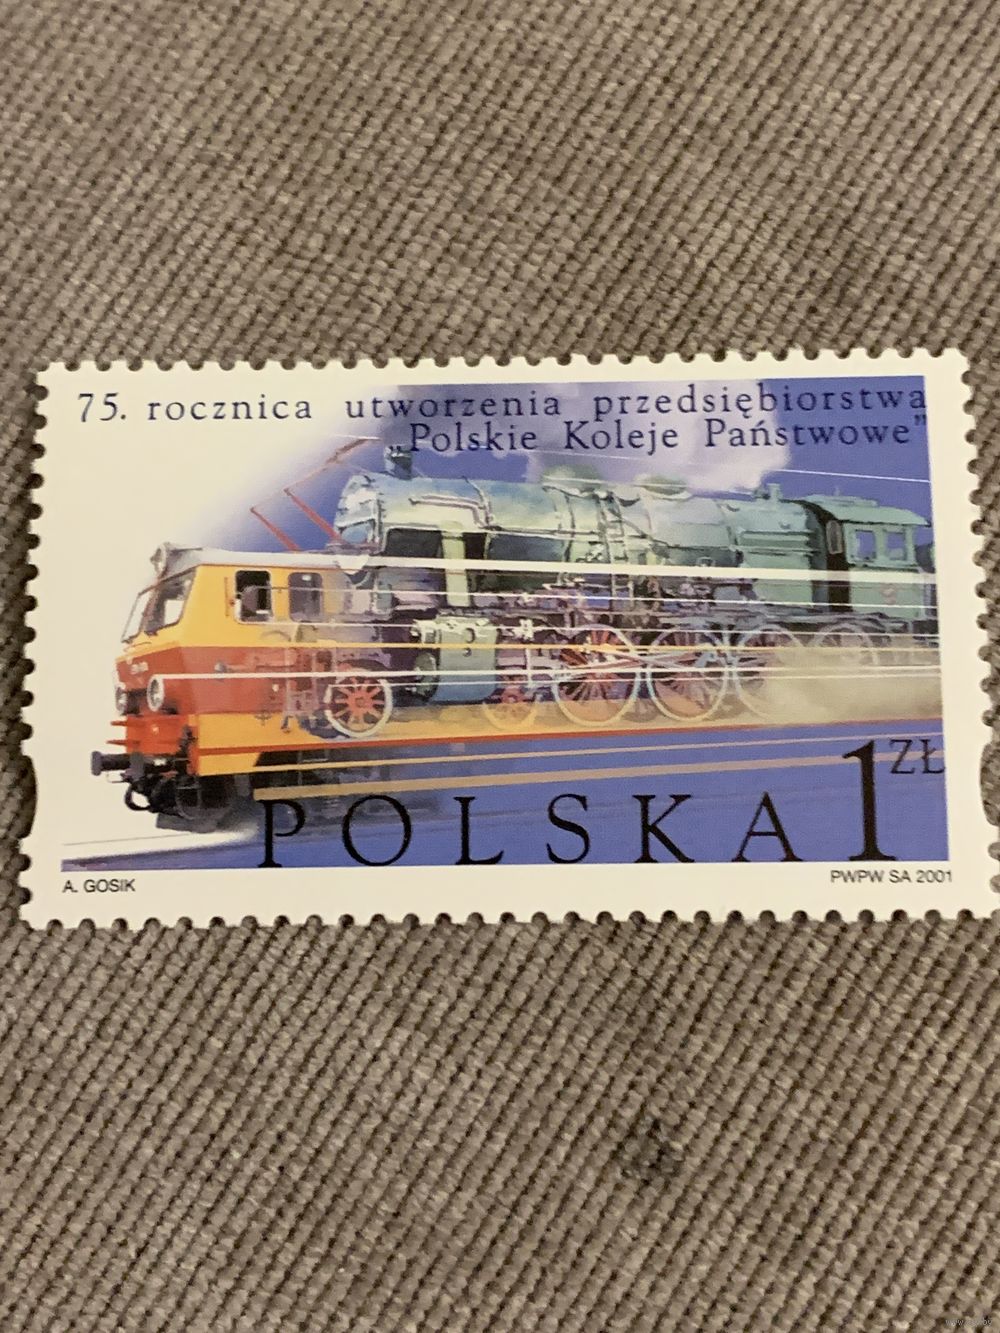 75. rocznica utworzenia przedsiębiorstwa
„Polskie Koleje Państwowe”
1 ZŁ
POLSKA
A. GOSIK
PWPW SA 2001